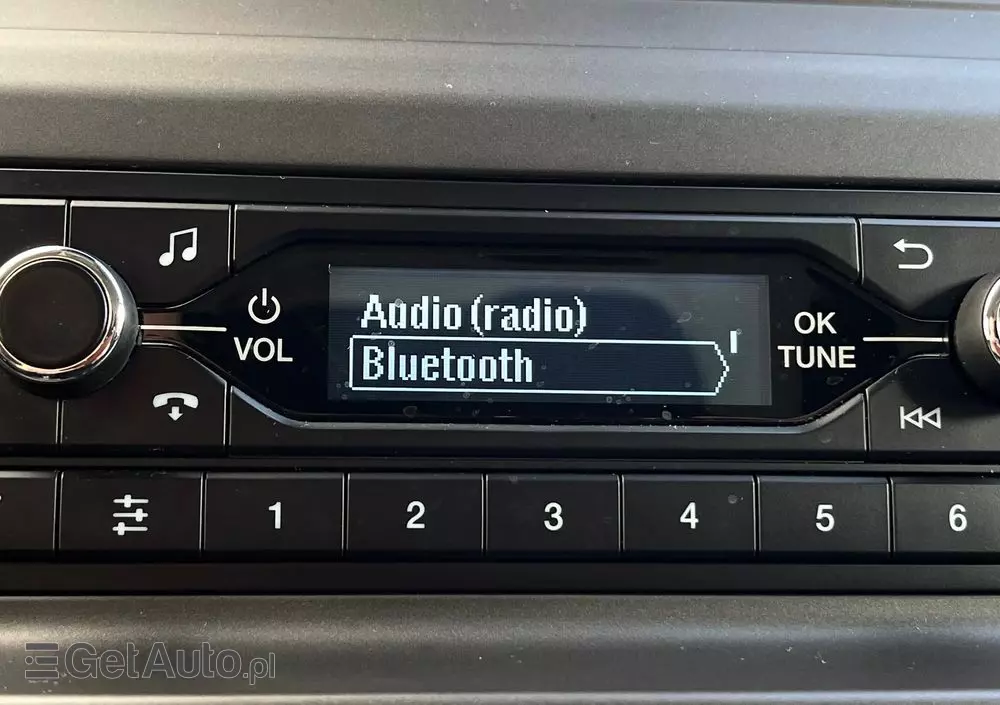 Audio (radio)
Bluetooth
VOL
OK
TUNE
1 2 3 4 5 6
GetAuto.pl